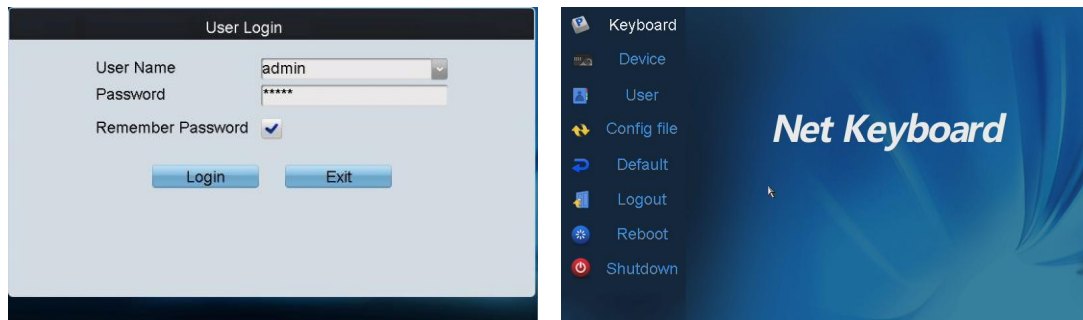 User Login
User Name
admin
Password
*****
Remember Password
Login
Exit
Keyboard
Device
User
Config file
Default
Logout
Reboot
Shutdown
Net Keyboard